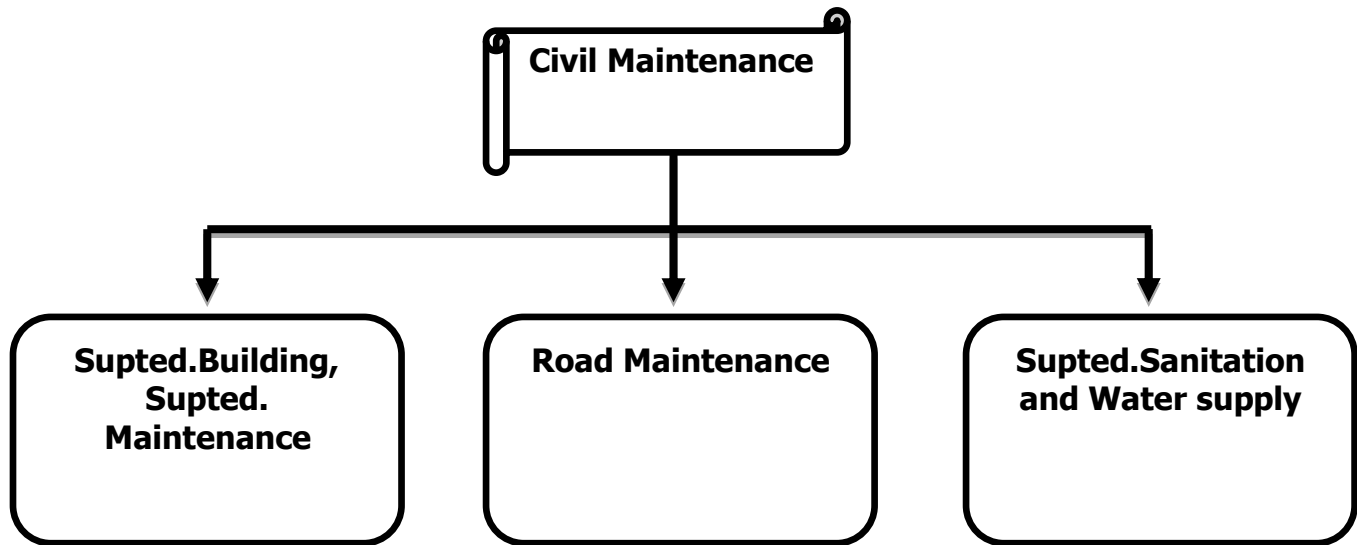 Civil Maintenance
Supted.Building,
Supted.
Maintenance
Road Maintenance
Supted.Sanitation
and Water supply